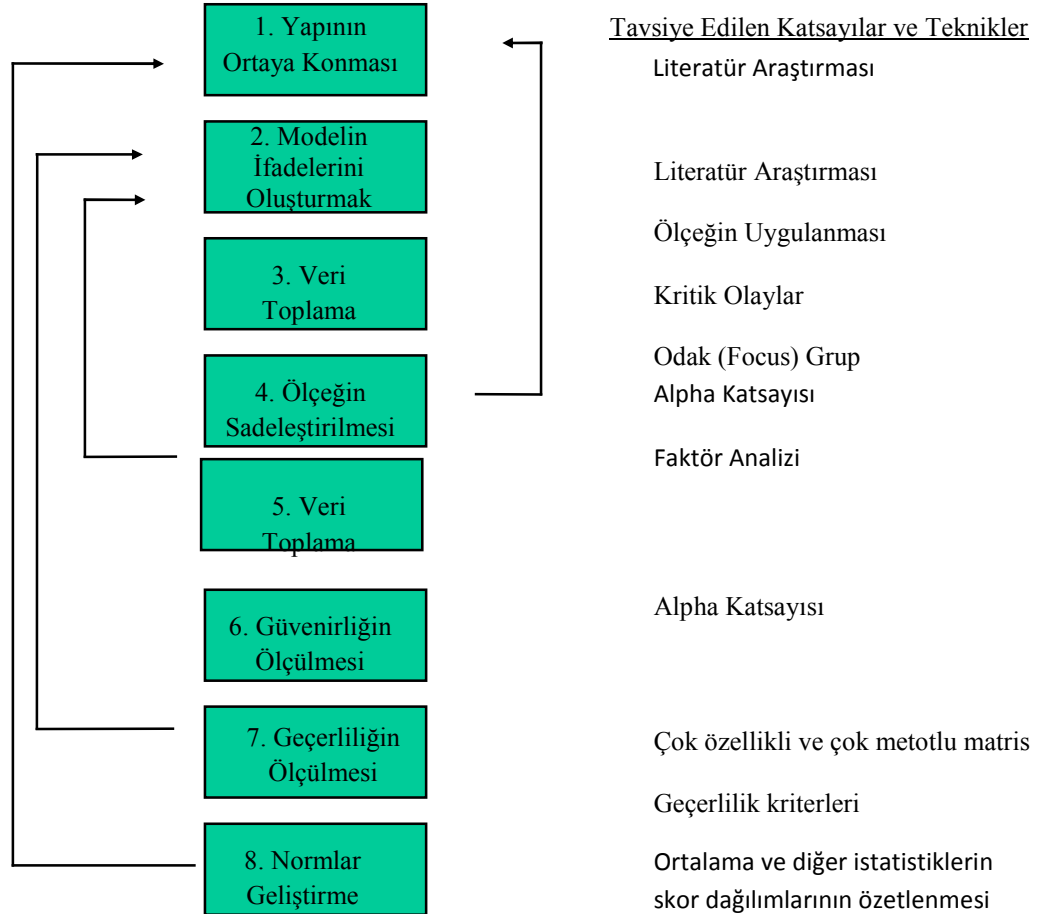 1. Yapının
Ortaya Konması
2. Modelin
İfadelerini
Oluşturmak
3. Veri
Toplama
4. Ölçeğin
Sadeleştirilmesi
5. Veri
Toplama
6. Güvenirliğin
Ölçülmesi
7. Geçerliliğin
Ölçülmesi
8. Normlar
Geliştirme
Tavsiye Edilen Katsayılar ve Teknikler
Literatür Araştırması
Literatür Araştırması
Ölçeğin Uygulanması
Kritik Olaylar
Odak (Focus) Grup
Alpha Katsayısı
Faktör Analizi
Alpha Katsayısı
Çok özellikli ve çok metotlu matris
Geçerlilik kriterleri
Ortalama ve diğer istatistiklerin
skor dağılımlarının özetlenmesi